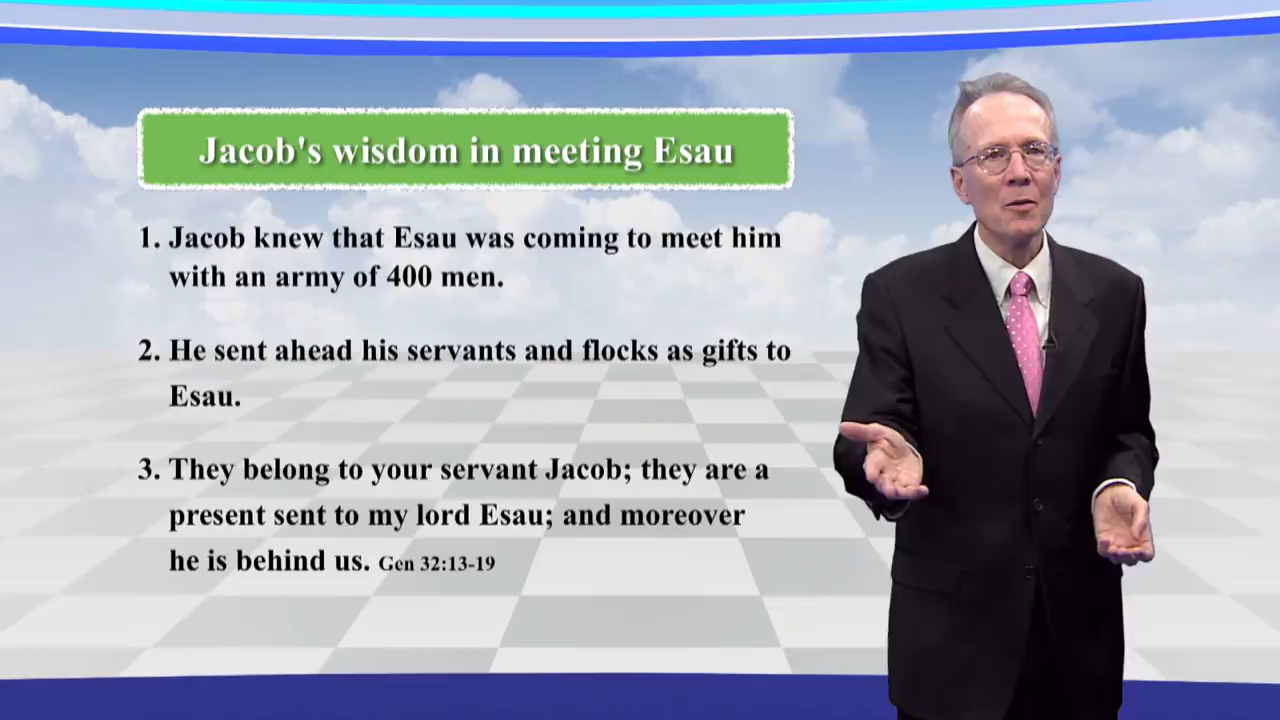 Jacob's wisdom in meeting Esau
1. Jacob knew that Esau was coming to meet him
with an army of 400 men.
2. He sent ahead his servants and flocks as gifts to
Esau.
3. They belong to your servant Jacob; they are a
present sent to my lord Esau; and moreover
he is behind us. Gen 32:13-19